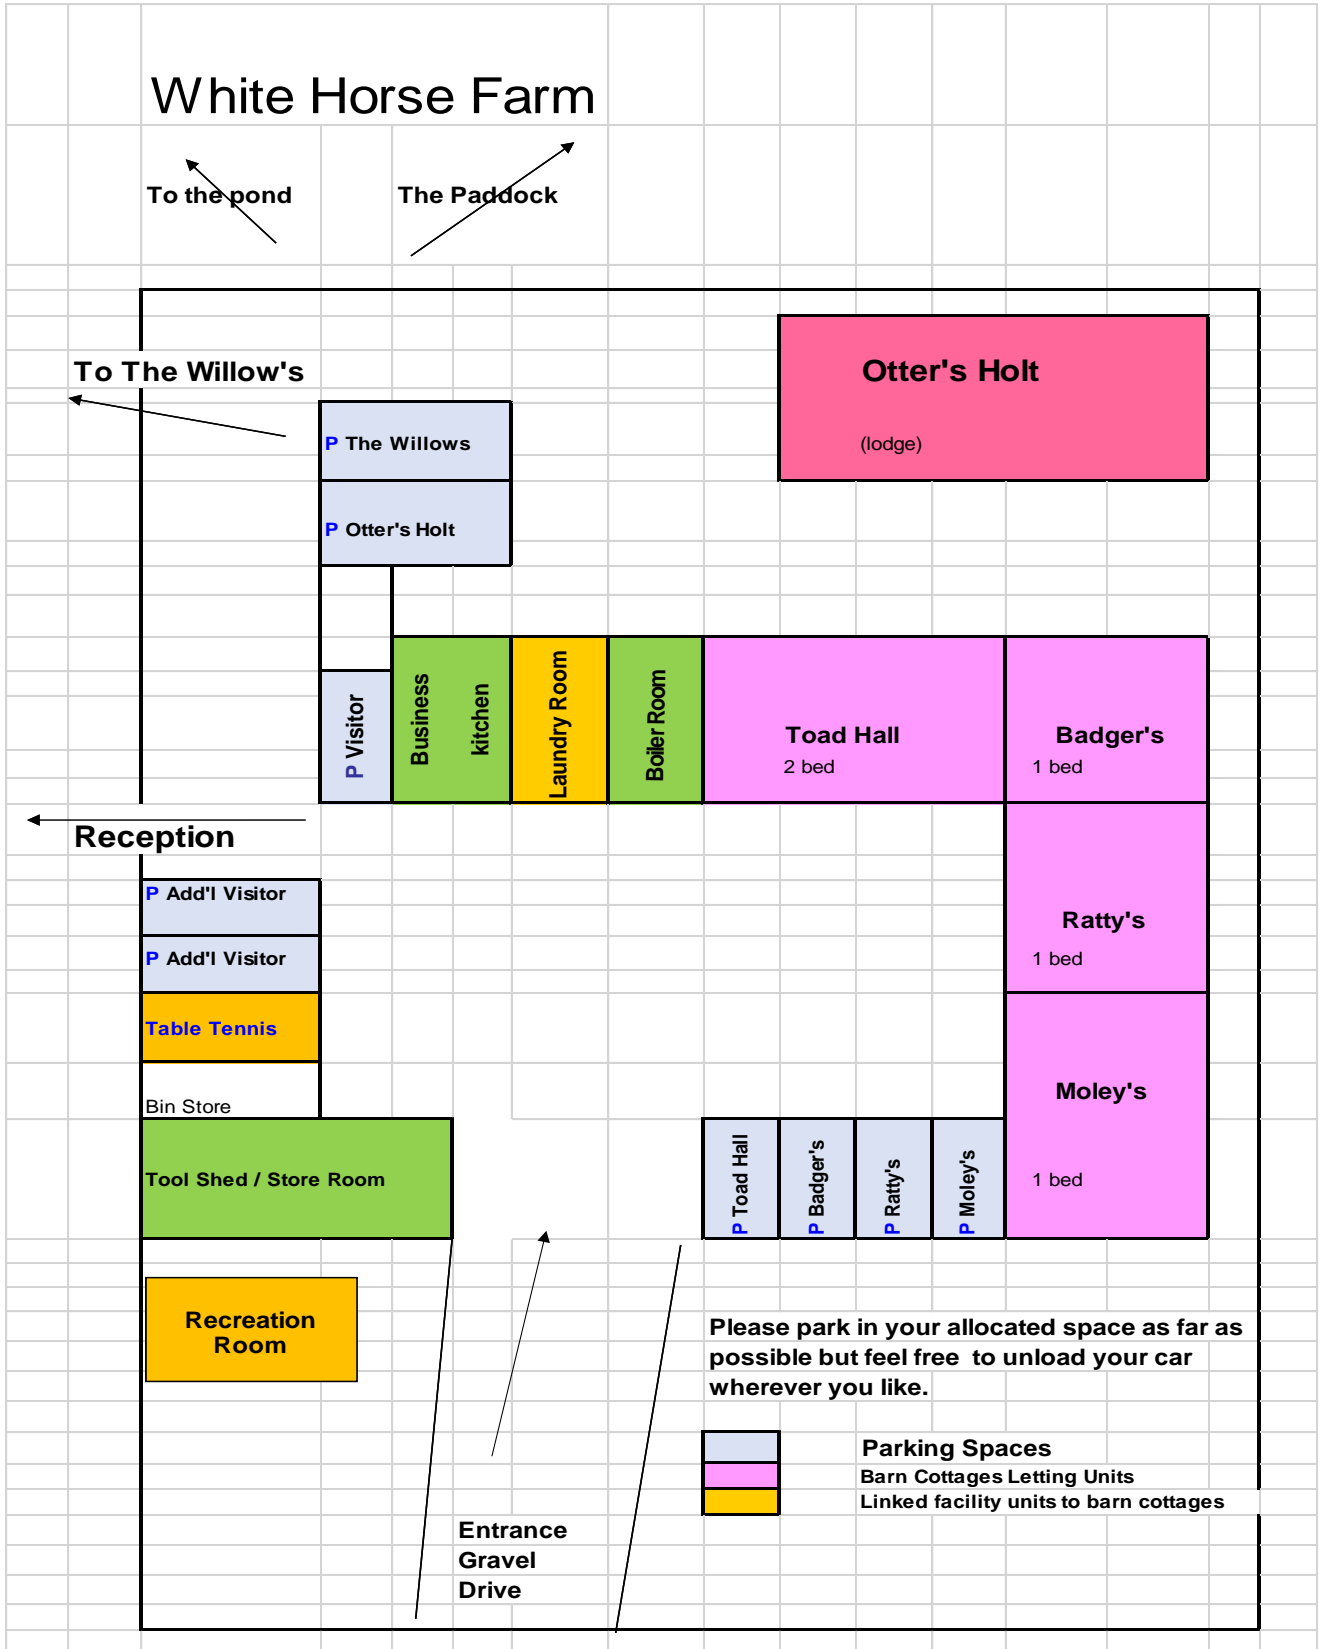 White Horse Farm
To the pond
The Paddock
To The Willow's
Otter's Holt
(lodge)
P The Willows
P Otter's Holt
P Visitor
Business
kitchen
Laundry Room
Boiler Room
Toad Hall
2 bed
Badger's
1 bed
Reception
P Add'l Visitor
P Add'l Visitor
Ratty's
1 bed
Table Tennis
Bin Store
Moley's
1 bed
Tool Shed / Store Room
P Toad Hall
P Badger's
P Ratty's
P Moley's
Recreation
Room
Please park in your allocated space as far as
possible but feel free  to unload your car
wherever you like.
Parking Spaces
Barn Cottages Letting Units
Linked facility units to barn cottages
Entrance
Gravel
Drive